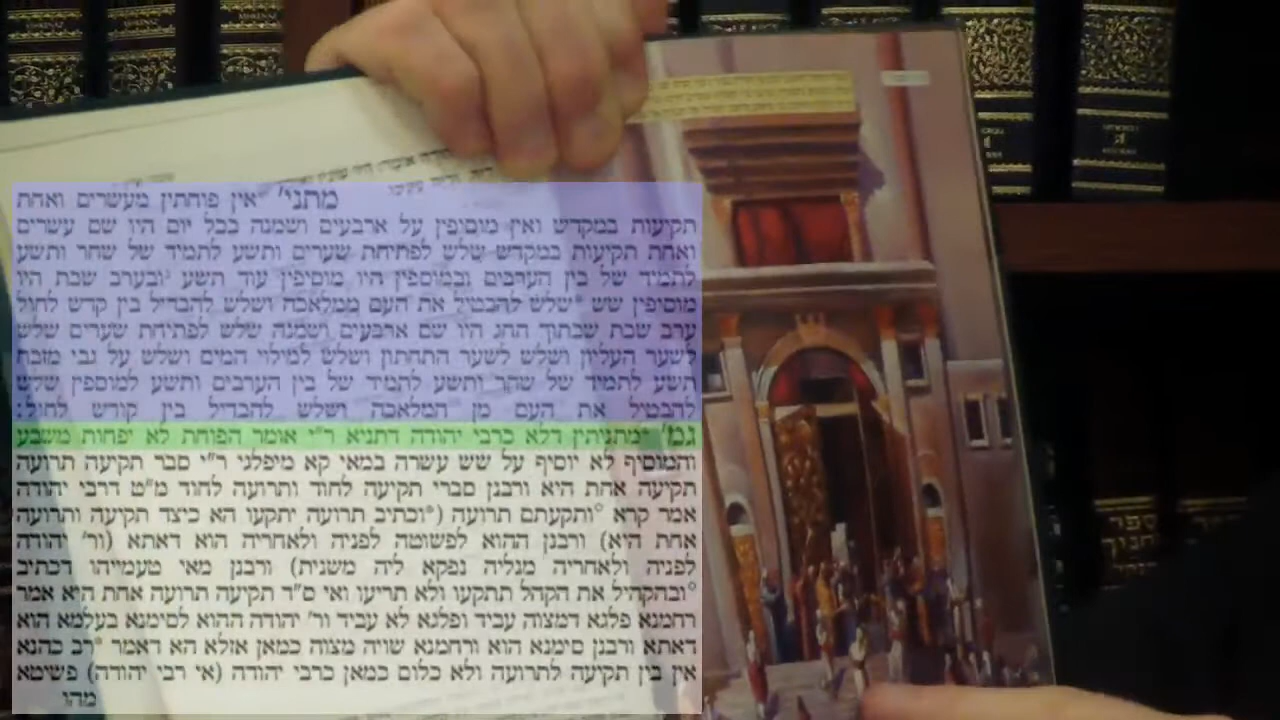 מתני׳ אין פוחתין מעשרים ואחת
תקיעות במקדש ואין מוסיפין על ארבעים ושמנה בכל יום היו שם עשרים
ואחת תקיעות במקדש שלש לפתיחת שערים ותשע לתמיד של שחר ותשע
לתמיד של בין הערבים ובמוספין היו מוסיפין עוד תשע ובערב שבת היו
מוסיפין שש שלש להבטיל את העם ממלאכה ושלש להבדיל בין קדש לחול
ערב שבת שבתוך החג היו שם ארבעים ושמנה שלש לפתיחת שערים שלש
לשער העליון ושלש לשער התחתון ושלש למילוי המים ושלש על גבי מזבח
תשע לתמיד של שחר ותשע לתמיד של בין הערבים ותשע למוספין שלש
להבטיל את העם מן המלאכה ושלש להבדיל בין קודש לחול:
גמ׳ מתניתין דלא כרבי יהודה דתניא ר״י אומר הפוחת לא יפחות משבע
והמוסיף לא יוסיף על שש עשרה במאי קא מיפלגי ר״י סבר תקיעה תרועה
תקיעה אחת היא ורבנן סברי תקיעה לחוד ותרועה לחוד מ״ט דרבי יהודה
אמר קרא ותקעתם תרועה (וכתיב תרועה יתקעו הא כיצד תקיעה ותרועה
אחת היא) ורבנן ההוא לפשוטה לפניה ולאחריה הוא דאתא (ור׳ יהודה
לפניה ולאחריה מנליה נפקא ליה משנית) ורבנן מאי טעמייהו דכתיב
ובהקהיל את הקהל תתקעו ולא תריעו ואי ס״ד תקיעה תרועה אחת היא אמר
רחמנא פלגא דמצוה עביד ופלגא לא עביד ור׳ יהודה ההוא לסימנא בעלמא הוא
דאתא ורבנן סימנא הוא ורחמנא שויה מצוה כמאן אזלא הא דאמר רב כהנא
אין בין תקיעה לתרועה ולא כלום כמאן כרבי יהודה (אי רבי יהודה) פשיטא
מהו